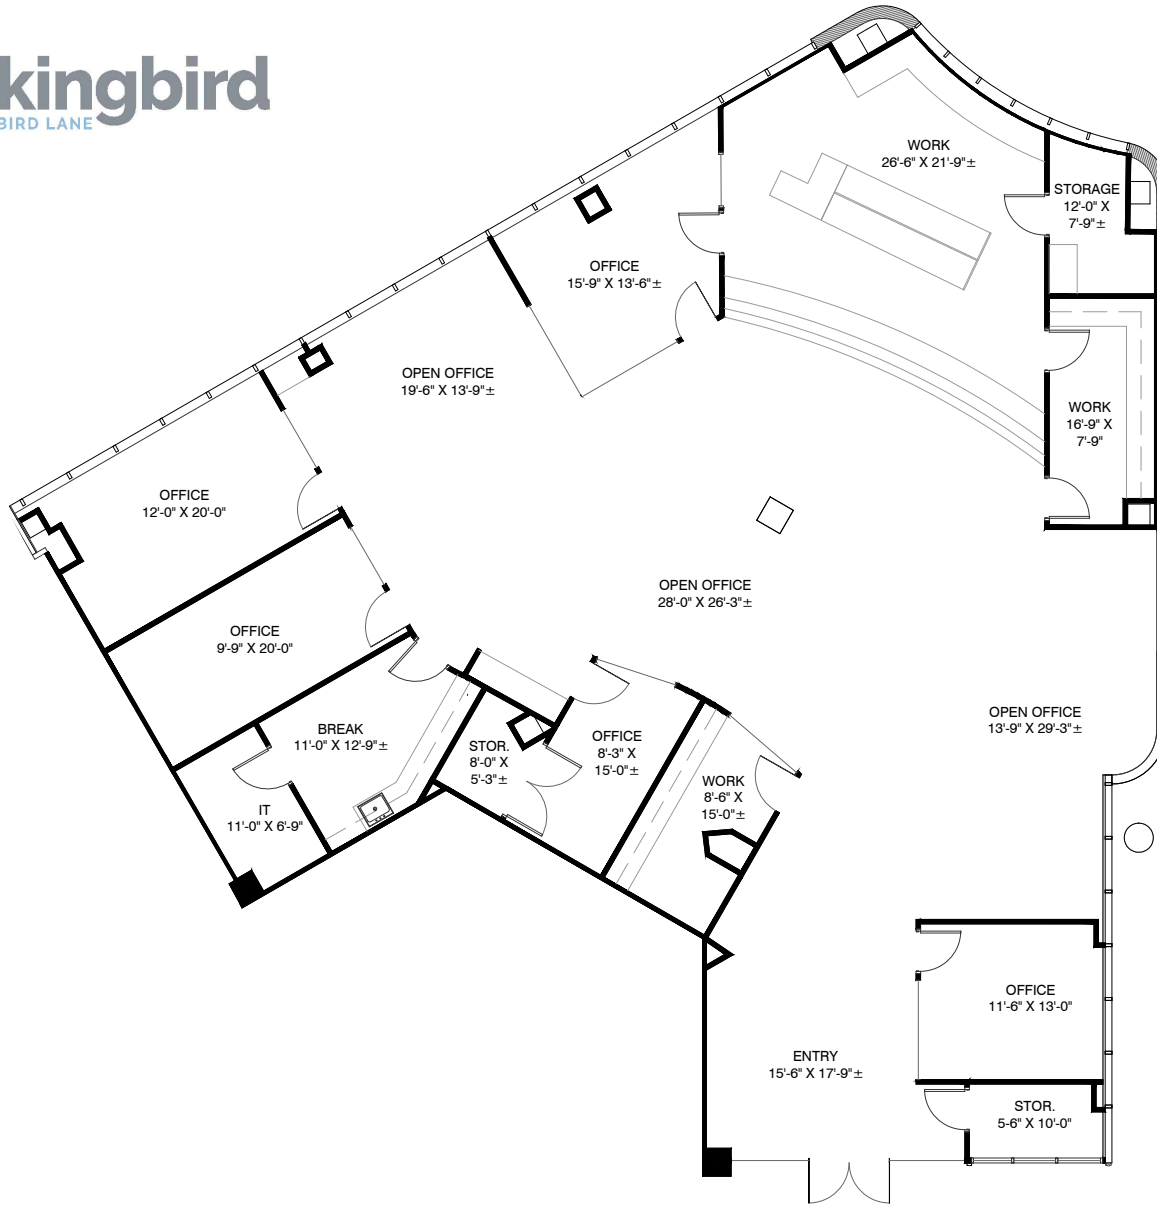 kingbird
BIRD LANE
WORK
26'-6" X 21'-9"±
STORAGE
12'-0" X
7'-9"±
OFFICE
15'-9" X 13'-6"±
OPEN OFFICE
19'-6" X 13'-9"±
WORK
16'-9" X
7'-9"
OFFICE
12'-0" X 20'-0"
OPEN OFFICE
28'-0" X 26'-3"±
OFFICE
9'-9" X 20'-0"
OPEN OFFICE
13'-9" X 29'-3"±
BREAK
11'-0" X 12'-9"±
STOR.
8'-0" X
5'-3"±
OFFICE
8'-3" X
15'-0"±
WORK
8'-6" X
15'-0"±
IT
11'-0" X 6'-9"
OFFICE
11'-6" X 13'-0"
ENTRY
15'-6" X 17'-9"±
STOR.
5-6" X 10'-0"